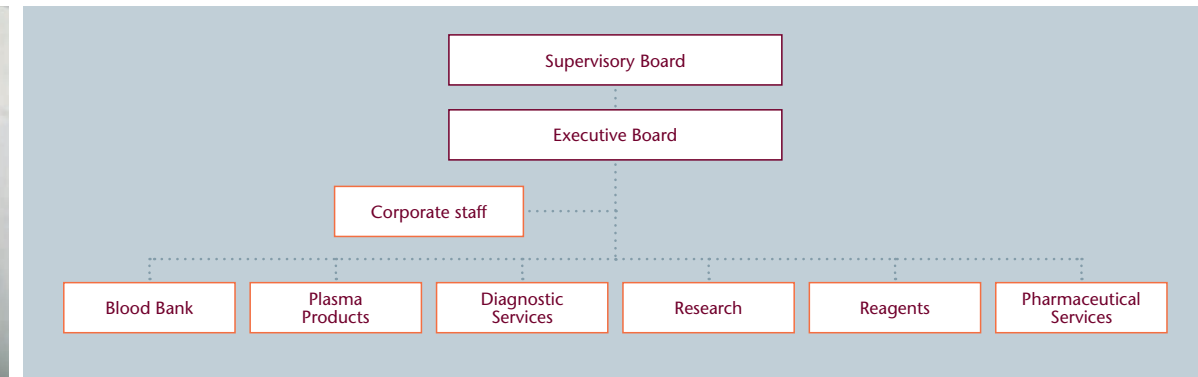 Supervisory Board
Executive Board
Corporate staff
Blood Bank
Plasma
Products
Diagnostic
Services
Research
Reagents
Pharmaceutical
Services